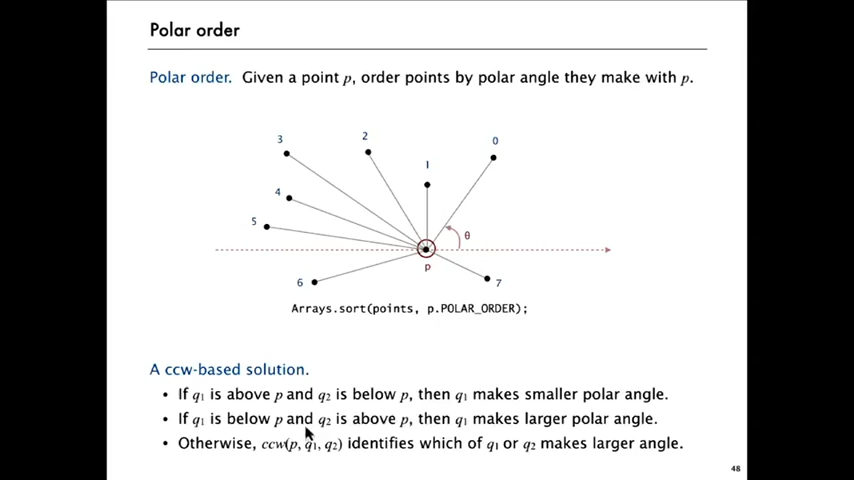 Polar order
Polar order. Given a point p, order points by polar angle they make with p.
3
2
0
1
4
5
θ
p
6
7
Arrays.sort(points, p.POLAR_ORDER);
A ccw-based solution.
• If q1 is above p and q2 is below p, then q1 makes smaller polar angle.
• If q1 is below p and q2 is above p, then q1 makes larger polar angle.
• Otherwise, ccw(p, q1, q2) identifies which of q1 or q2 makes larger angle.
48